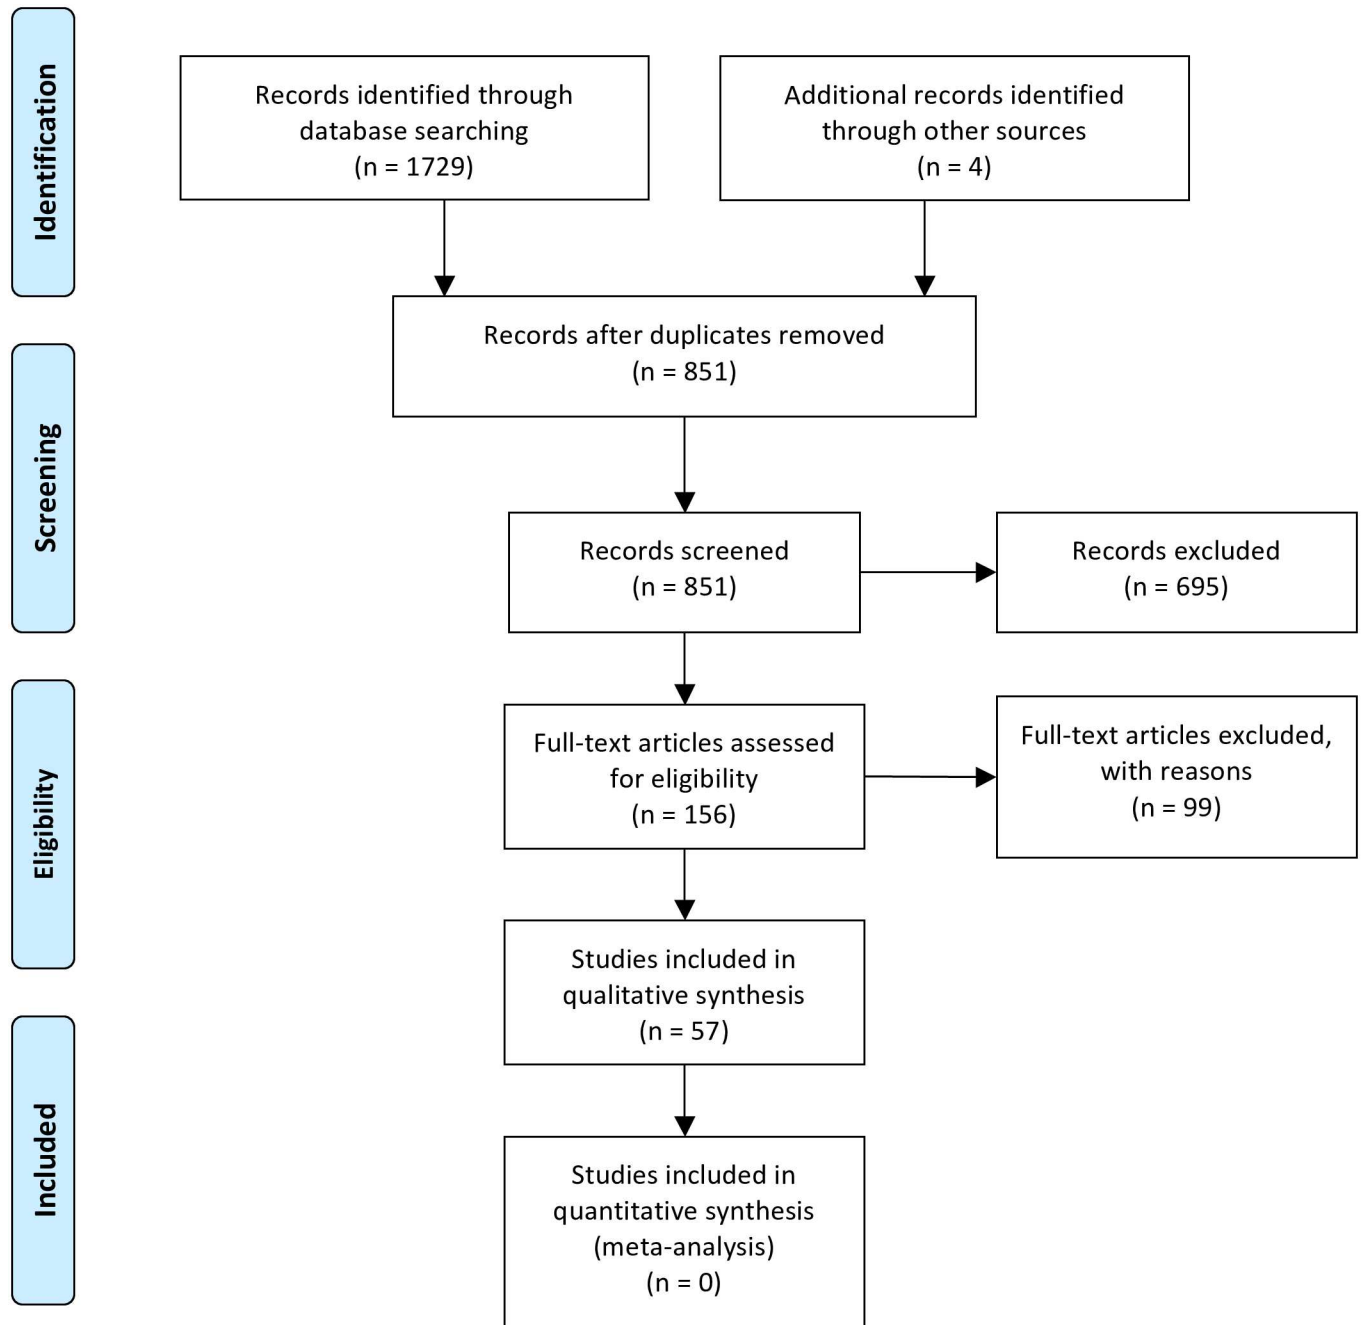 Identification
Records identified through
database searching
(n = 1729)
Additional records identified
through other sources
(n = 4)
Records after duplicates removed
(n = 851)
Screening
Records screened
(n = 851)
Records excluded
(n = 695)
Eligibility
Full-text articles assessed
for eligibility
(n = 156)
Full-text articles excluded,
with reasons
(n = 99)
Studies included in
qualitative synthesis
(n = 57)
Included
Studies included in
quantitative synthesis
(meta-analysis)
(n = 0)